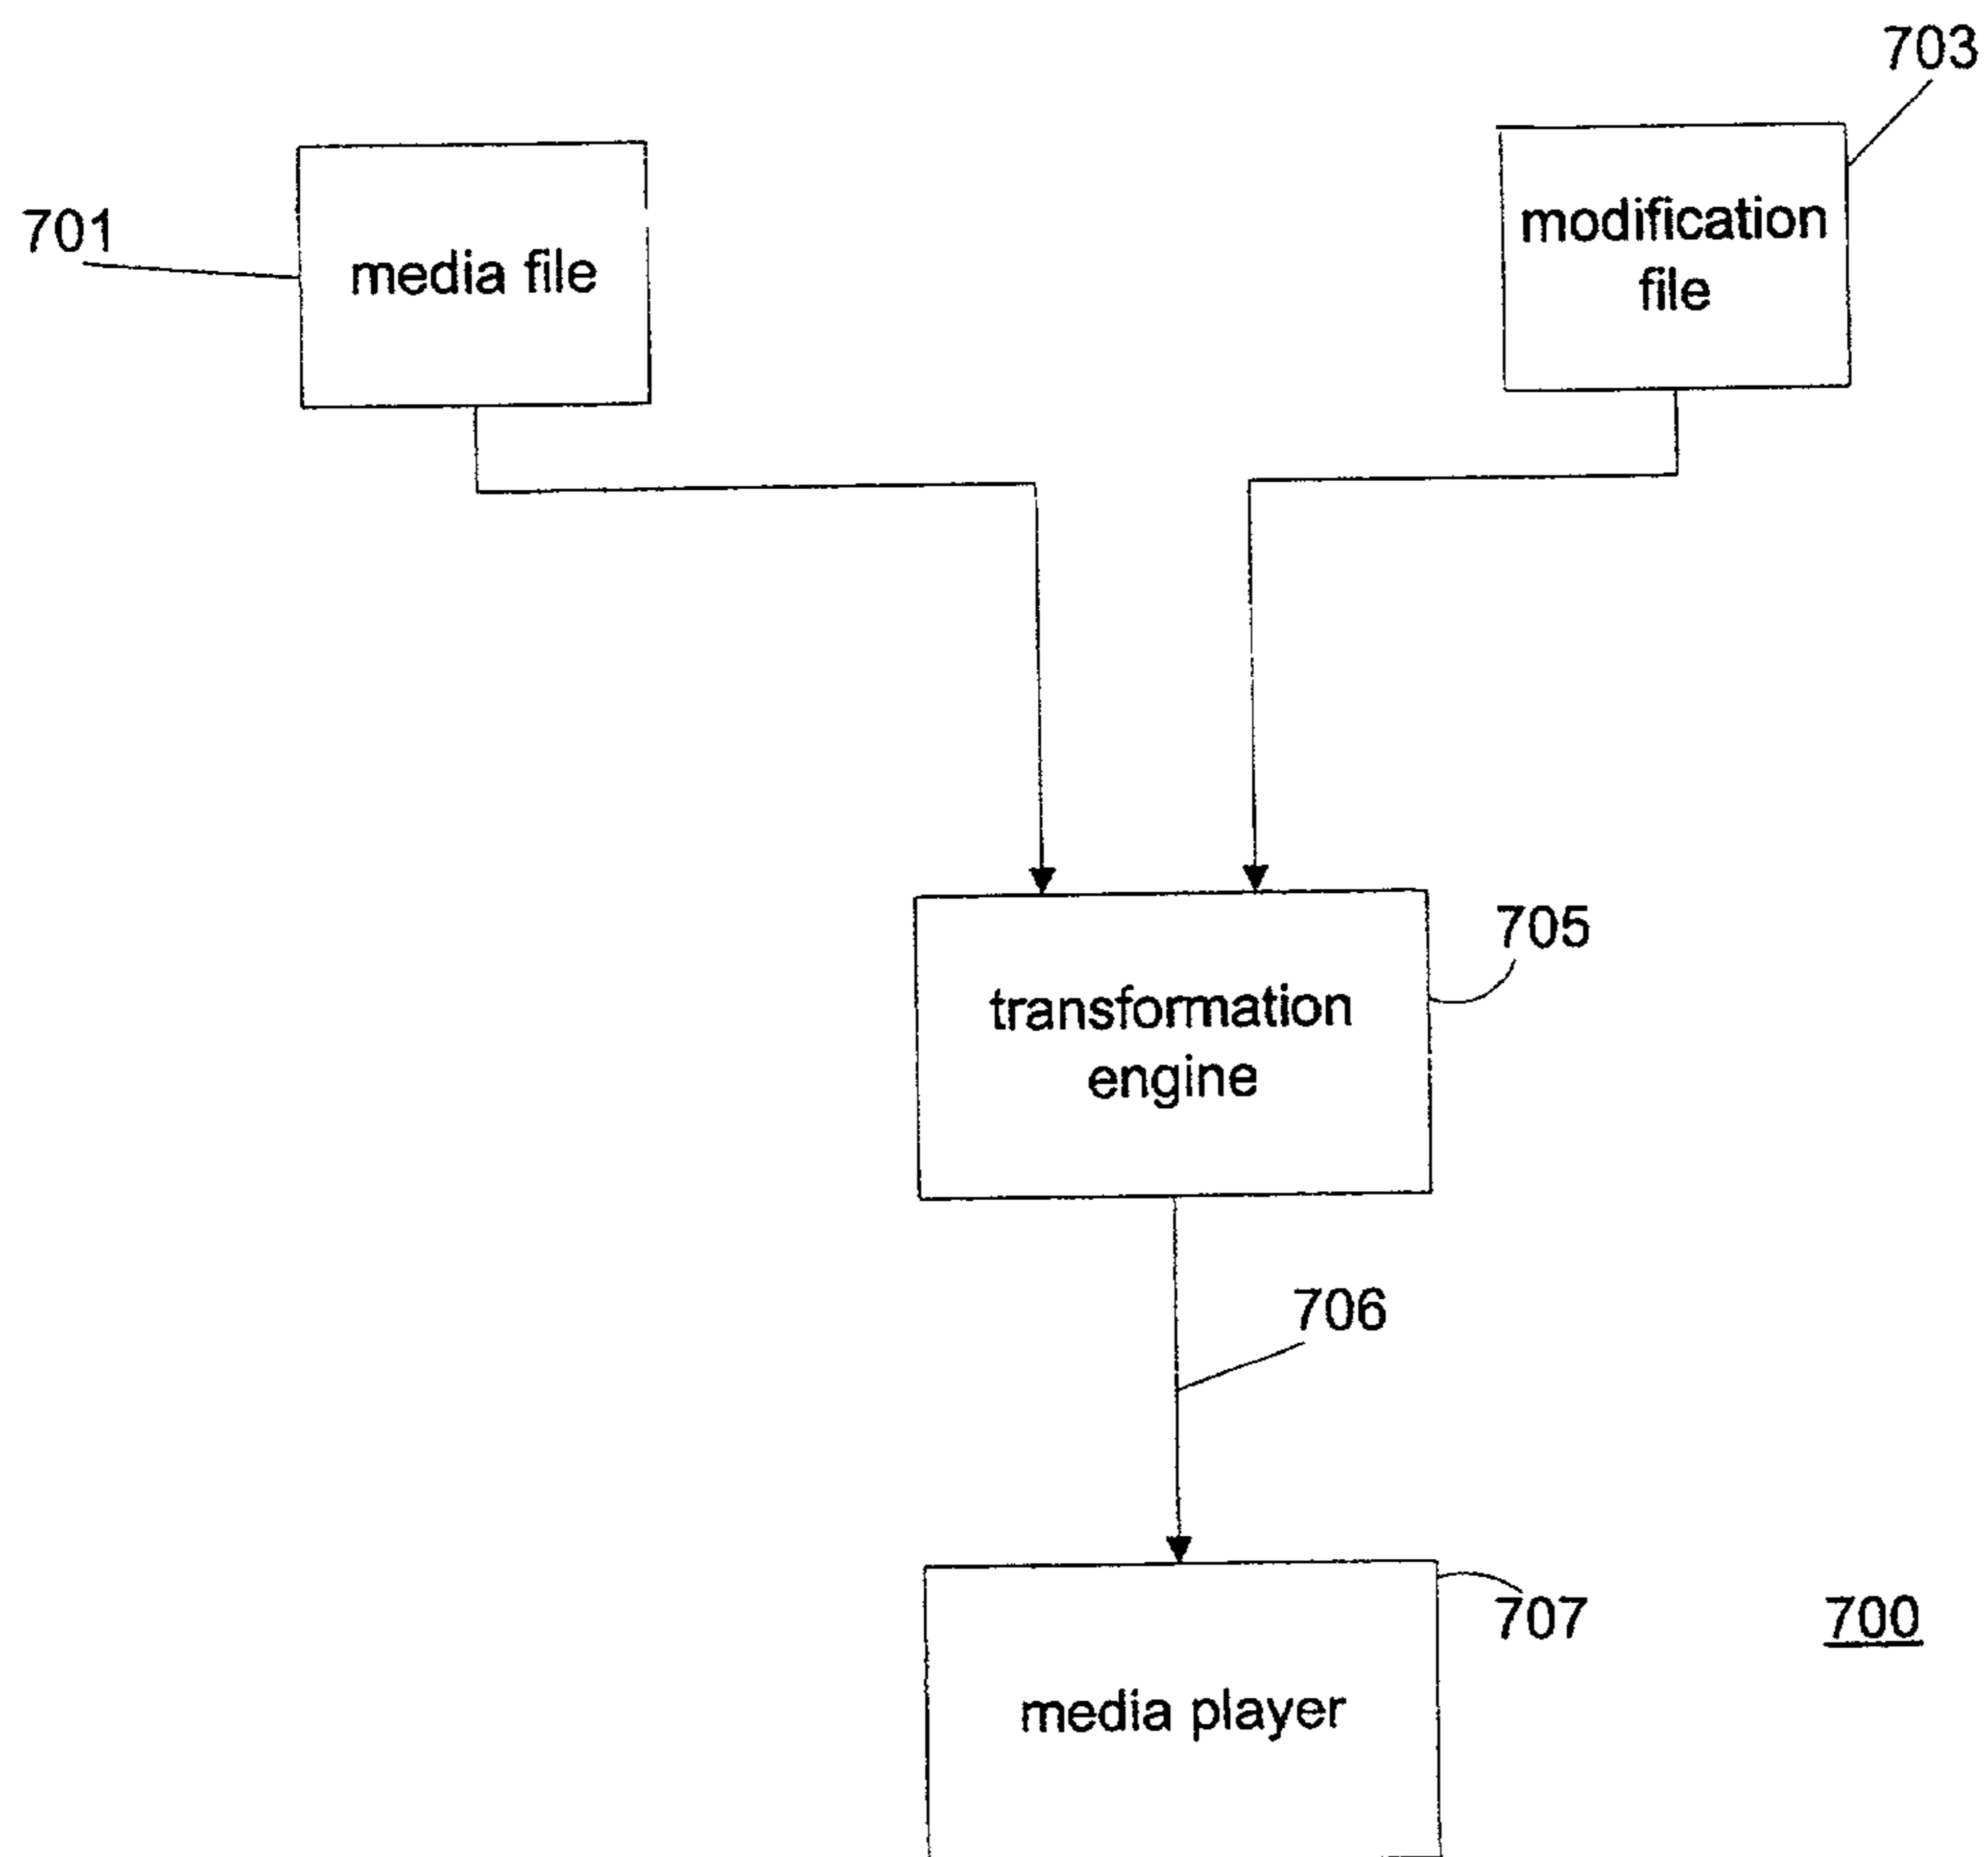 703
701
media file
modification
file
705
transformation
engine
706
707
700
media player